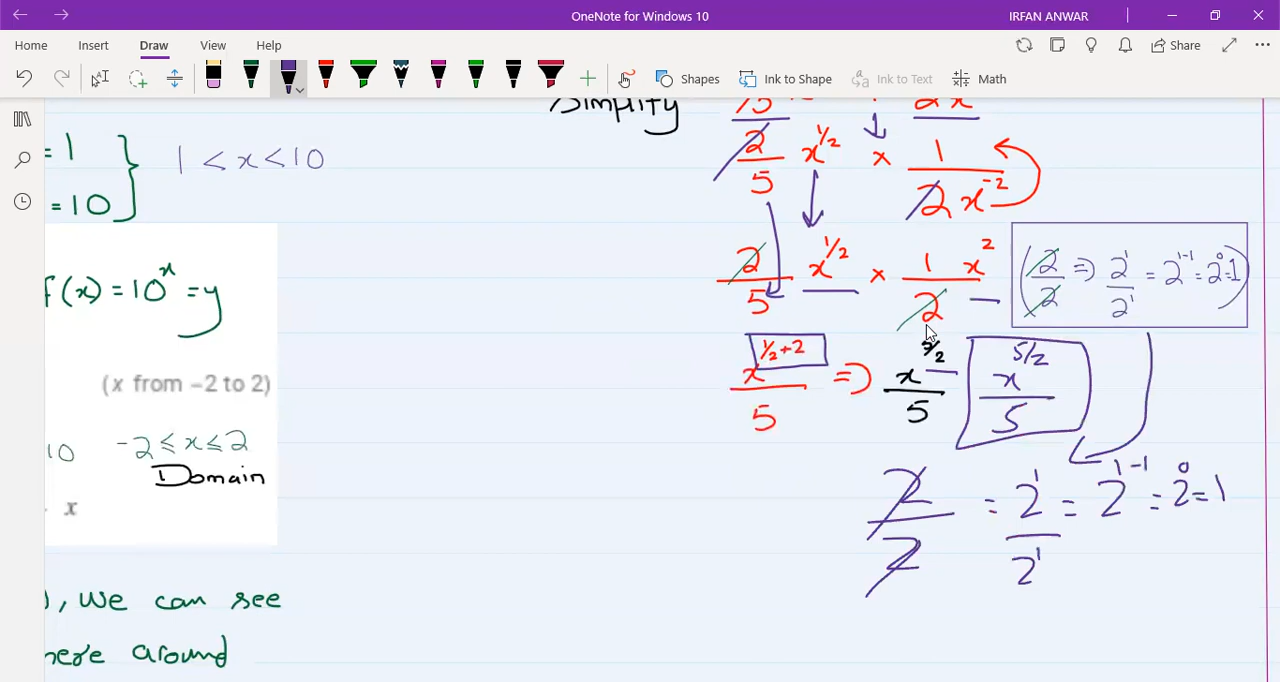 OneNote for Windows 10
IRFAN ANWAR
Home Insert Draw View Help
Share
Shapes
Ink to Shape
Ink to Text
Math
Simplify
= 1
= 10 } 1 < x < 10
2/5 x^1/2 × 1/2x^-2
f(x) = 10^x = y
2/5 x^1/2 × 1/2 x^2
(2/2 ⇒ 2^1/2^1 = 2^1-1 = 2^0 = 1)
x^1/2+2/5 ⇒ x^5/2/5
x^5/2/5
(x from −2 to 2)
10 -2 ≤ x ≤ 2
Domain
x
2/2 = 2^1/2^1 = 2^1-1 = 2^0 = 1
, we can see
here around